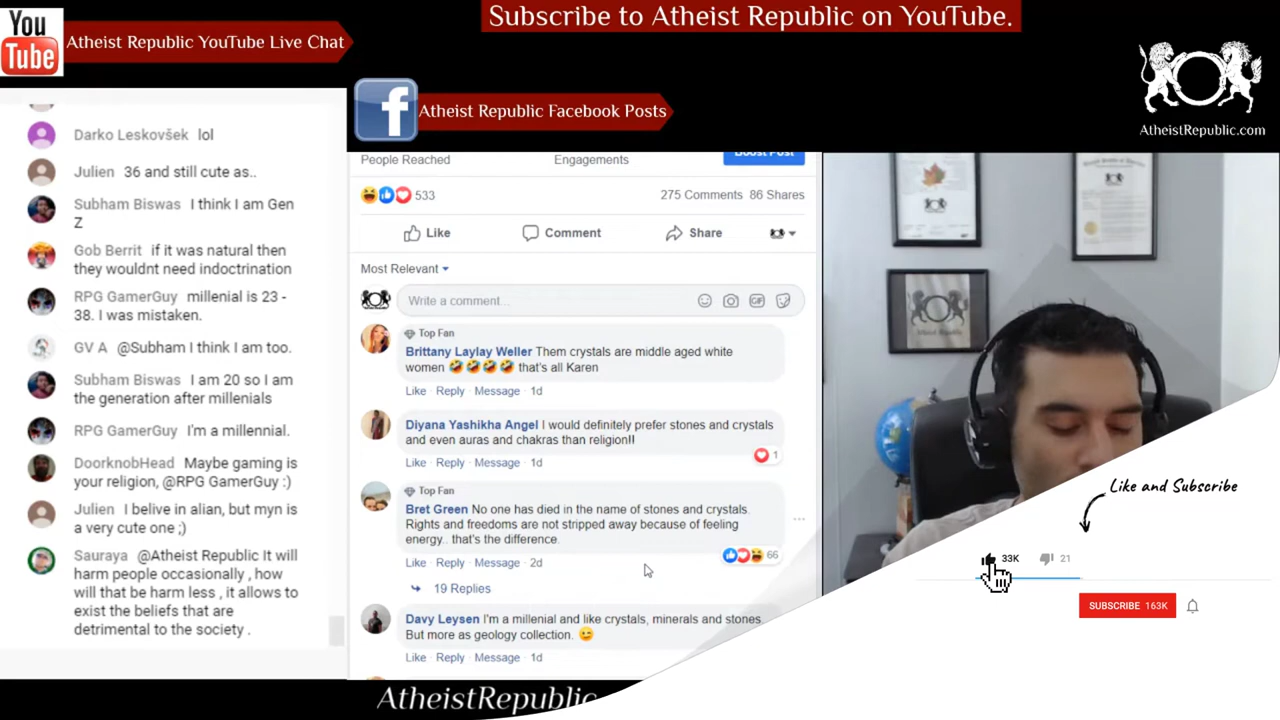 Subscribe to Atheist Republic on YouTube.
You
Tube
Atheist Republic YouTube Live Chat
AtheistRepublic.com
f
Atheist Republic Facebook Posts
Darko Leskovšek lol
Julien 36 and still cute as..
Subham Biswas I think I am Gen
Z
Gob Berrit if it was natural then
they wouldnt need indoctrination
RPG GamerGuy millenial is 23 -
38. I was mistaken.
GV A @Subham I think I am too.
Subham Biswas I am 20 so I am
the generation after millenials
RPG GamerGuy I'm a millennial.
DoorknobHead Maybe gaming is
your religion, @RPG GamerGuy :)
Julien I belive in alian, but myn is
a very cute one ;)
Sauraya @Atheist Republic It will
harm people occasionally , how
will that be harm less , it allows to
exist the beliefs that are
detrimental to the society .
People Reached Engagements Boost Post
533 275 Comments 86 Shares
Like Comment Share
Most Relevant
Write a comment... GIF
Top Fan
Brittany Laylay Weller Them crystals are middle aged white
women 🤣🤣🤣🤣 that's all Karen
Like · Reply · Message · 1d
Diyana Yashikha Angel I would definitely prefer stones and crystals
and even auras and chakras than religion!!
1
Like · Reply · Message · 1d
Top Fan
Bret Green No one has died in the name of stones and crystals.
Rights and freedoms are not stripped away because of feeling
energy.. that's the difference.
66
Like · Reply · Message · 2d
19 Replies
Davy Leysen I'm a millenial and like crystals, minerals and stones.
But more as geology collection. 😉
Like · Reply · Message · 1d
Like and Subscribe
33K 21
SUBSCRIBE 163K
AtheistRepublic